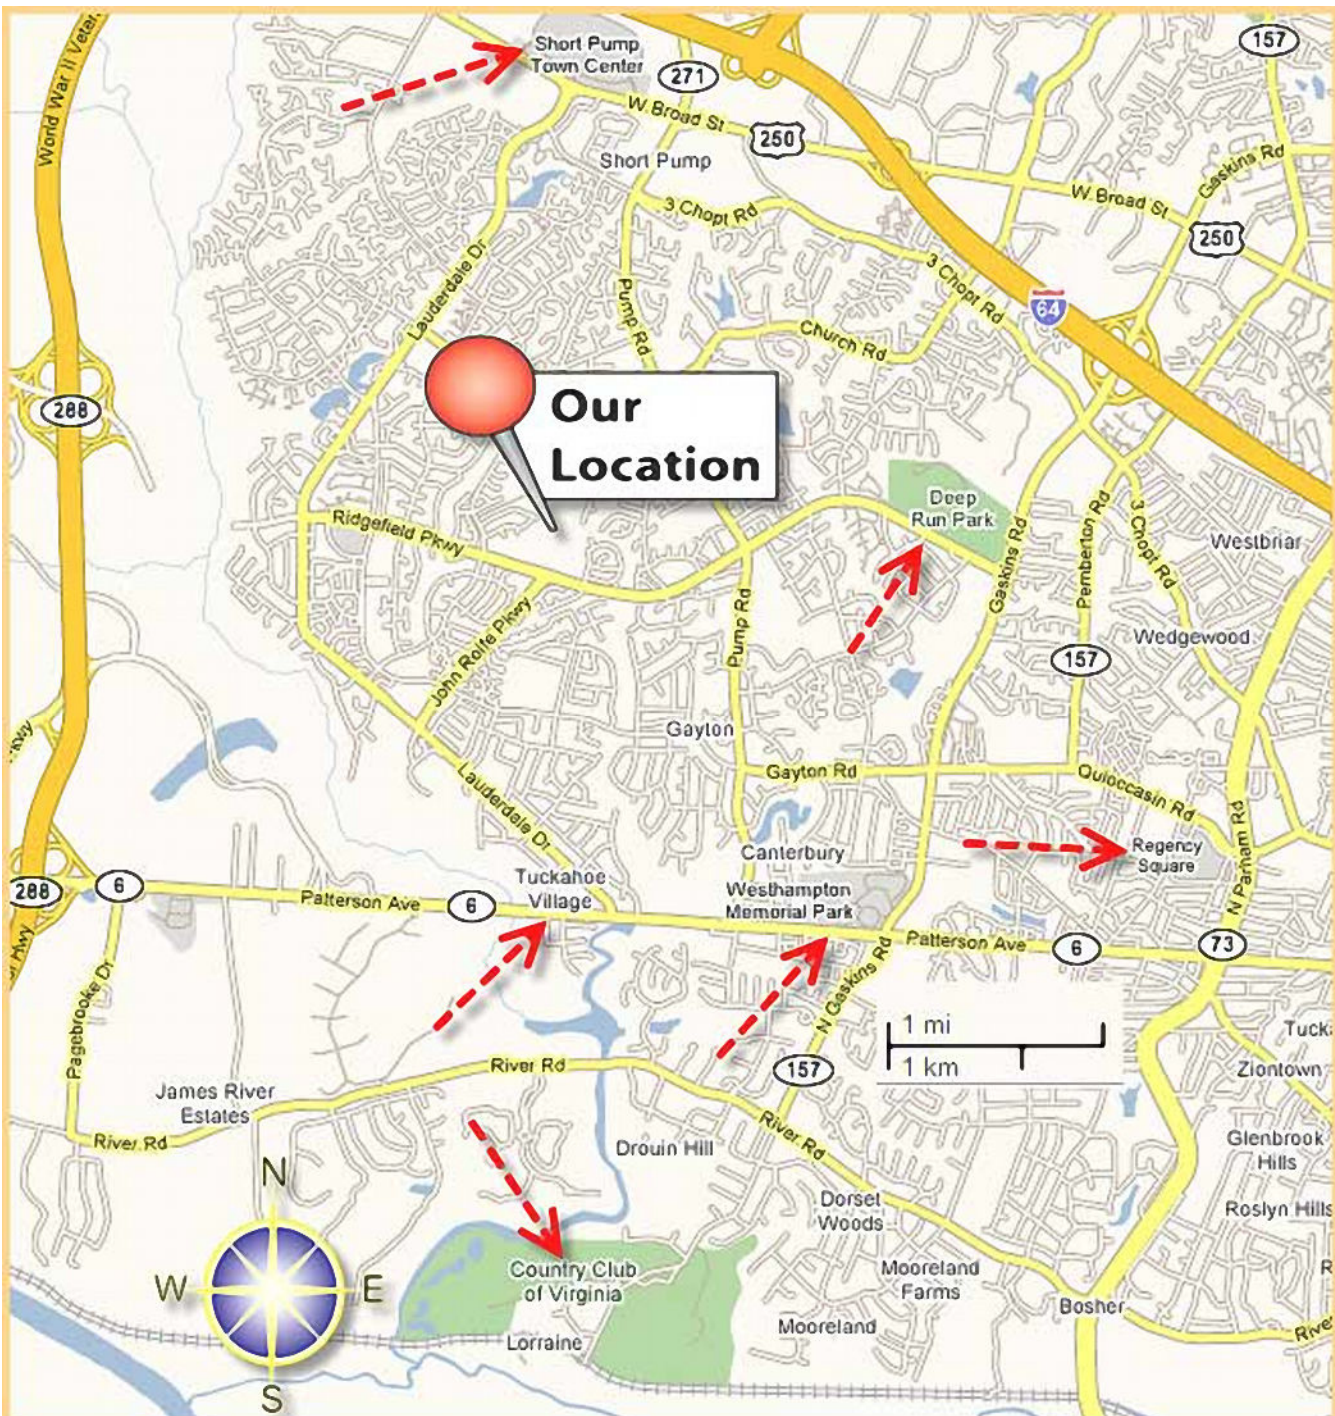 World War II Veter
Short Pump
Town Center
271
157
W. Broad St
250
Short Pump
Gaskins Rd
3 Chopt Rd
W. Broad St
250
Lauderdale Dr
Pump Rd
3 Chopt Rd
64
Church Rd
288
Our
Location
Deep
Run Park
Ridgefield Pkwy
Gaskins Rd
Pemberton Rd
3 Chopt Rd
Westbriar
John Rolfe Pkwy
Pump Rd
157
Wedgewood
Gayton
kwy
Gayton Rd
Quioccasin Rd
Lauderdale Dr
Canterbury
Regency
Square
N Parham Rd
Tuckahoe
Village
Westhampton
Memorial Park
288
6
Patterson Ave
6
Patterson Ave
6
73
Hwy
Pagebrooke Dr
N Gaskins Rd
1 mi
1 km
Tuck
River Rd
157
Ziontown
James River
Estates
River Rd
Drouin Hill
River Rd
Glenbrook
Hills
N
Dorset
Woods
Roslyn Hills
W
E
Country Club
of Virginia
Mooreland
Farms
R
Bosher
Lorraine
Mooreland
River
S